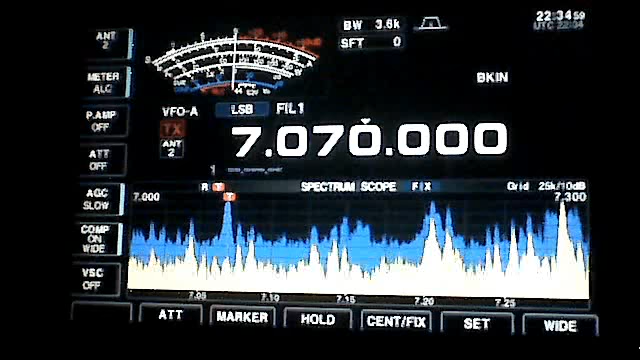 ANT 2
BW 3.6k
SFT 0
22:34 59
UTC 22:04
METER ALC
BKIN
P.AMP OFF
VFO-A LSB FIL1
TX
ANT 2
7.070.000
ATT OFF
1
AGC SLOW
R T SPECTRUM SCOPE FIX Grid 25k/10dB
7.000 T 7.300
COMP ON WIDE
VSC OFF
7.05 7.10 7.15 7.20 7.25
ATT MARKER HOLD CENT/FIX SET WIDE